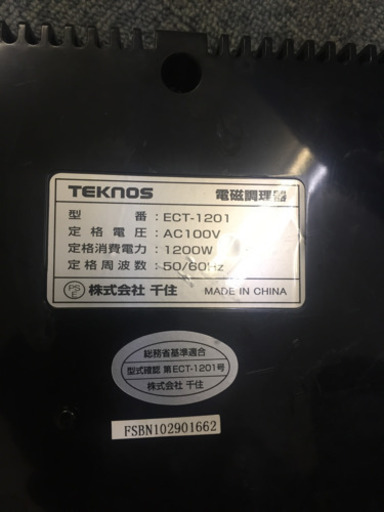 TEKNOS 電磁調理器
型 番：ECT-1201
定格電圧：AC100V
定格消費電力：1200W
定格周波数：50/60Hz
PSE 株式会社 千住 MADE IN CHINA
総務省基準適合
型式確認 第ECT-1201号
株式会社 千住
FSBN102901662